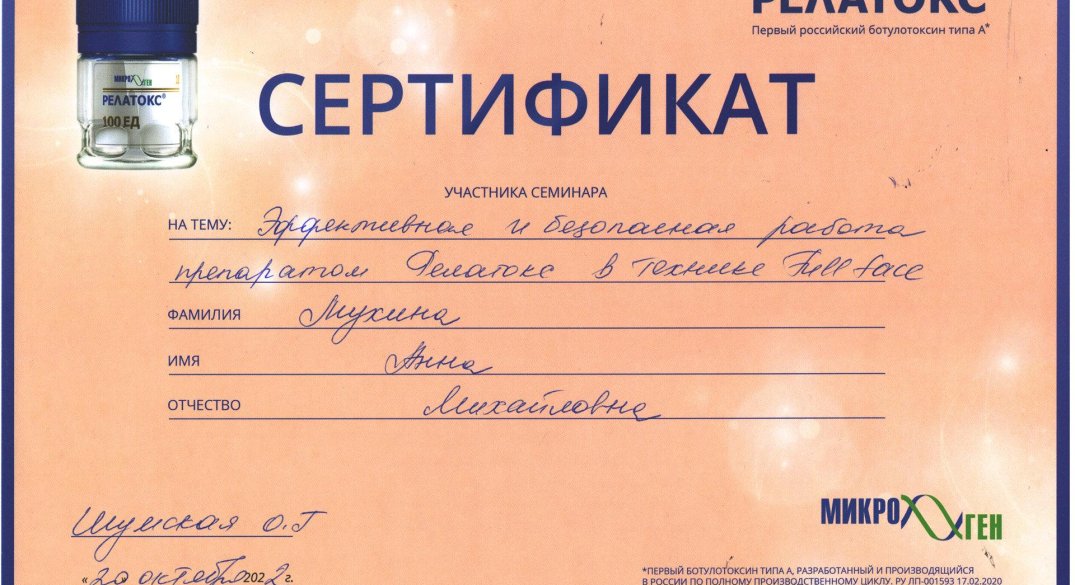 РЕЛАТОКС
Первый российский ботулотоксин типа А*
МИКРОГЕН
РЕЛАТОКС®
100 ЕД
СЕРТИФИКАТ
УЧАСТНИКА СЕМИНАРА
НА ТЕМУ: Эффективная и безопасная работа
препаратом Релатокс в технике Full face
ФАМИЛИЯ Мухина
ИМЯ Анна
ОТЧЕСТВО Михайловна
Шумская О.Г
МИКРОГЕН
«20 октября 2022 г.
*ПЕРВЫЙ БОТУЛОТОКСИН ТИПА А, РАЗРАБОТАННЫЙ И ПРОИЗВОДЯЩИЙСЯ
В РОССИИ ПО ПОЛНОМУ ПРОИЗВОДСТВЕННОМУ ЦИКЛУ. РУ ЛП-001593 17.02.2020